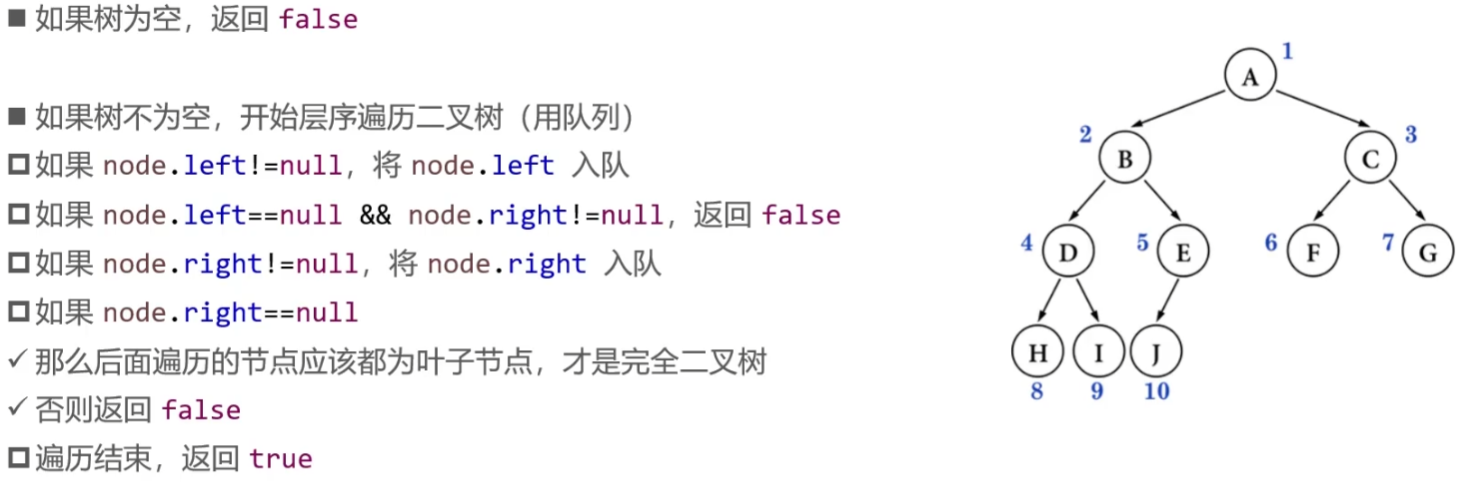 ■ 如果树为空，返回 false
■ 如果树不为空，开始层序遍历二叉树（用队列）
如果 node.left!=null，将 node.left 入队
如果 node.left==null && node.right!=null，返回 false
如果 node.right!=null，将 node.right 入队
如果 node.right==null
✓ 那么后面遍历的节点应该都为叶子节点，才是完全二叉树
✓ 否则返回 false
遍历结束，返回 true
1
A
2
B
3
C
4
D
5
E
6
F
7
G
H
I
J
8
9
10